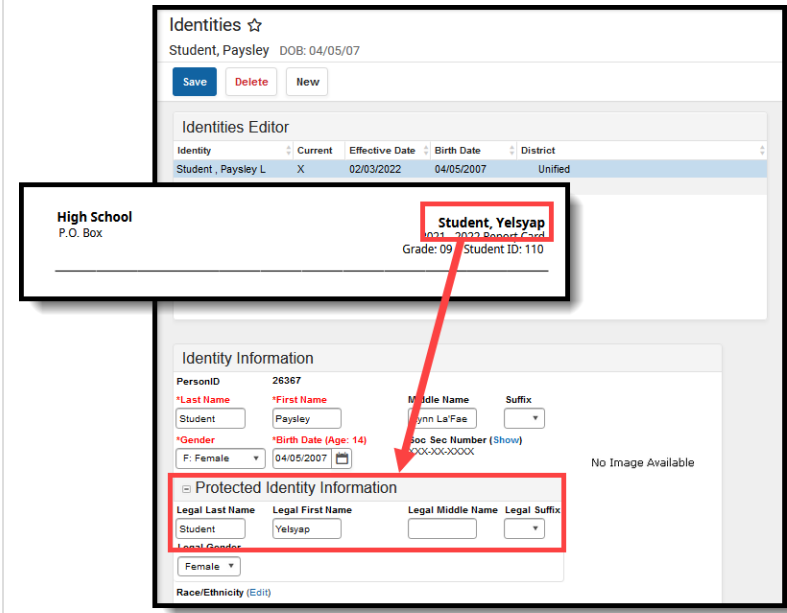 Identities
Student, Paysley DOB: 04/05/07
Save Delete New
Identities Editor
Identity Current Effective Date Birth Date District
Student , Paysley L X 02/03/2022 04/05/2007 Unified
High School
P.O. Box
Student, Yelsyap
2021 - 2022 Report Card
Grade: 09 Student ID: 110
Identity Information
PersonID 26367
*Last Name *First Name Middle Name Suffix
Student Paysley Lynn La'Fae
*Gender *Birth Date (Age: 14) Soc Sec Number (Show)
F: Female 04/05/2007 XXX-XX-XXXX
No Image Available
Protected Identity Information
Legal Last Name Legal First Name Legal Middle Name Legal Suffix
Student Yelsyap
Legal Gender
Female
Race/Ethnicity (Edit)